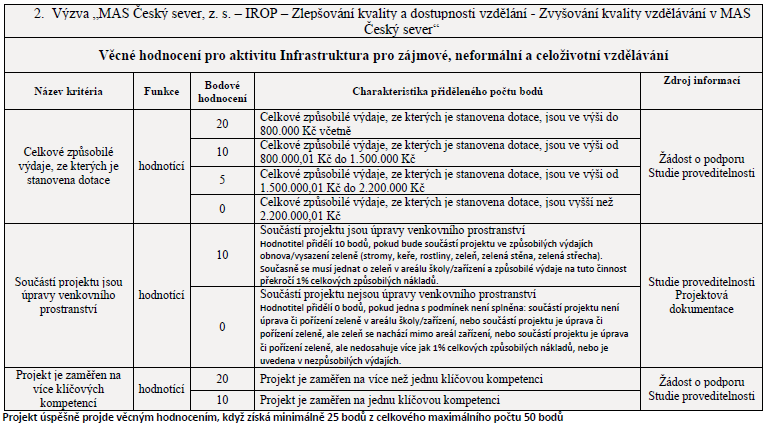 2. Výzva „MAS Český sever, z. s. – IROP – Zlepšování kvality a dostupnosti vzdělání - Zvyšování kvality vzdělávání v MAS
Český sever“
Věcné hodnocení pro aktivitu Infrastruktura pro zájmové, neformální a celoživotní vzdělávání
Název kritéria
Funkce
Bodové
hodnocení
Charakteristika přiděleného počtu bodů
Zdroj informací
Celkové způsobilé
výdaje, ze kterých je
stanovena dotace
hodnotící
20
Celkové způsobilé výdaje, ze kterých je stanovena dotace, jsou ve výši do
800.000 Kč včetně
10
Celkové způsobilé výdaje, ze kterých je stanovena dotace, jsou ve výši od
800.000,01 Kč do 1.500.000 Kč
5
Celkové způsobilé výdaje, ze kterých je stanovena dotace, jsou ve výši od
1.500.000,01 Kč do 2.200.000 Kč
0
Celkové způsobilé výdaje, ze kterých je stanovena dotace, jsou vyšší než
2.200.000,01 Kč
Žádost o podporu
Studie proveditelnosti
Součástí projektu jsou
úpravy venkovního
prostranství
hodnotící
10
Součástí projektu jsou úpravy venkovního prostranství
Hodnotitel přidělí 10 bodů, pokud bude součástí projektu ve způsobilých výdajích
obnova/vysazení zeleně (stromy, keře, rostliny, zeleň, zelená stěna, zelená střecha).
Současně se musí jednat o zeleň v areálu školy/zařízení a způsobilé výdaje na tuto činnost
překročí 1% celkových způsobilých nákladů.
0
Součástí projektu nejsou úpravy venkovního prostranství
Hodnotitel přidělí 0 bodů, pokud jedna s podmínek není splněna: součástí projektu není
úprava či pořízení zeleně v areálu školy/zařízení, nebo součástí projektu je úprava či
pořízení zeleně, ale zeleň se nachází mimo areál zařízení, nebo součástí projektu je úprava
či pořízení zeleně, ale nedosahuje více jak 1% celkových způsobilých nákladů, nebo je
uvedena v nezpůsobilých výdajích.
Studie proveditelnosti
Projektová
dokumentace
Projekt je zaměřen na
více klíčových
kompetencí
hodnotící
20
Projekt je zaměřen na více než jednu klíčovou kompetenci
10
Projekt je zaměřen na jednu klíčovou kompetenci
Žádost o podporu
Studie proveditelnosti
Projekt úspěšně projde věcným hodnocením, když získá minimálně 25 bodů z celkového maximálního počtu 50 bodů